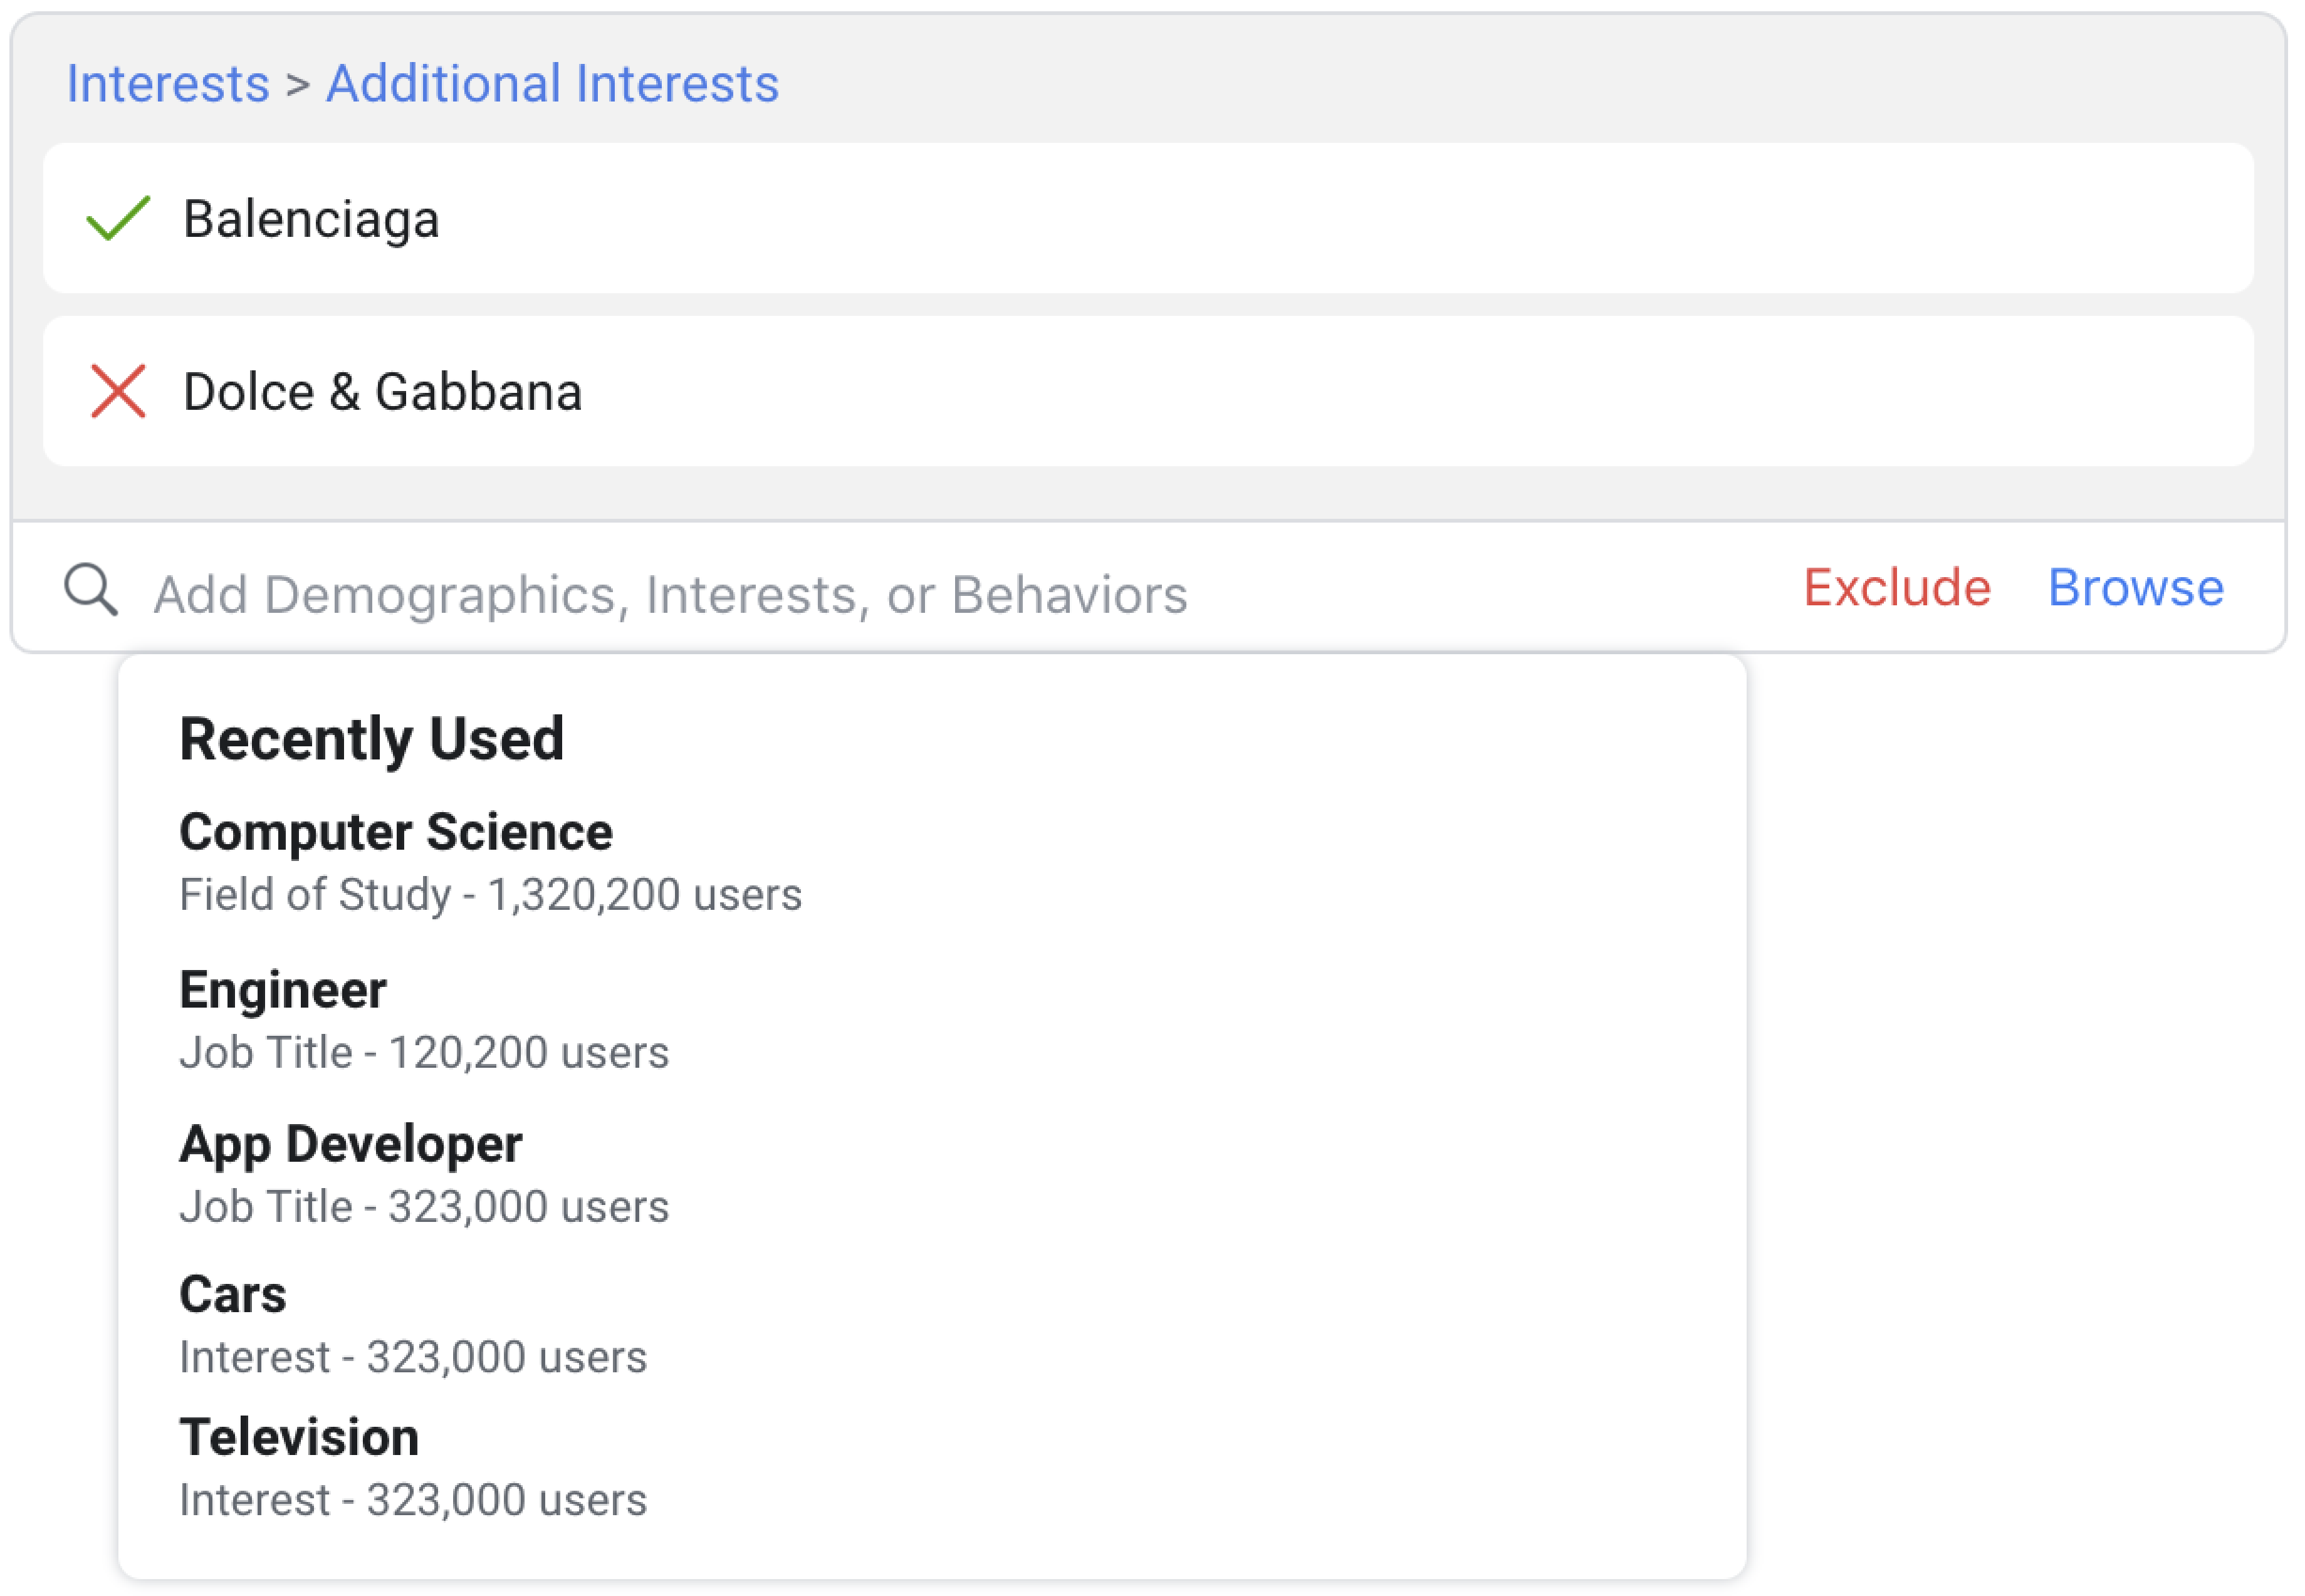 Interests > Additional Interests
Balenciaga
Dolce & Gabbana
Add Demographics, Interests, or Behaviors Exclude Browse
Recently Used
Computer Science
Field of Study - 1,320,200 users
Engineer
Job Title - 120,200 users
App Developer
Job Title - 323,000 users
Cars
Interest - 323,000 users
Television
Interest - 323,000 users